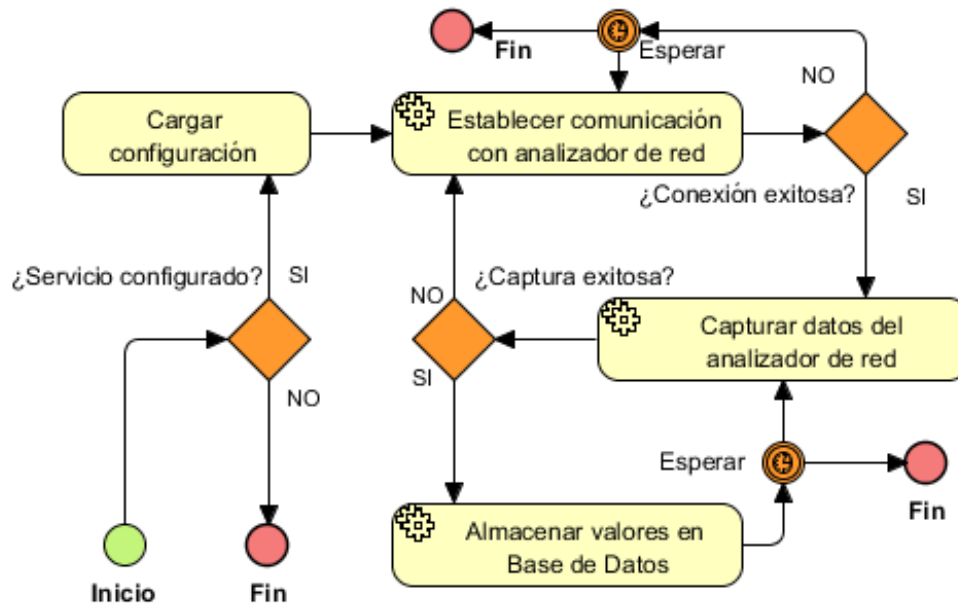 Fin
Esperar
NO
Cargar
configuración
Establecer comunicación
con analizador de red
¿Conexión exitosa?
SI
¿Servicio configurado?
SI
¿Captura exitosa?
NO
Capturar datos del
analizador de red
SI
NO
Esperar
Fin
Almacenar valores en
Base de Datos
Inicio
Fin